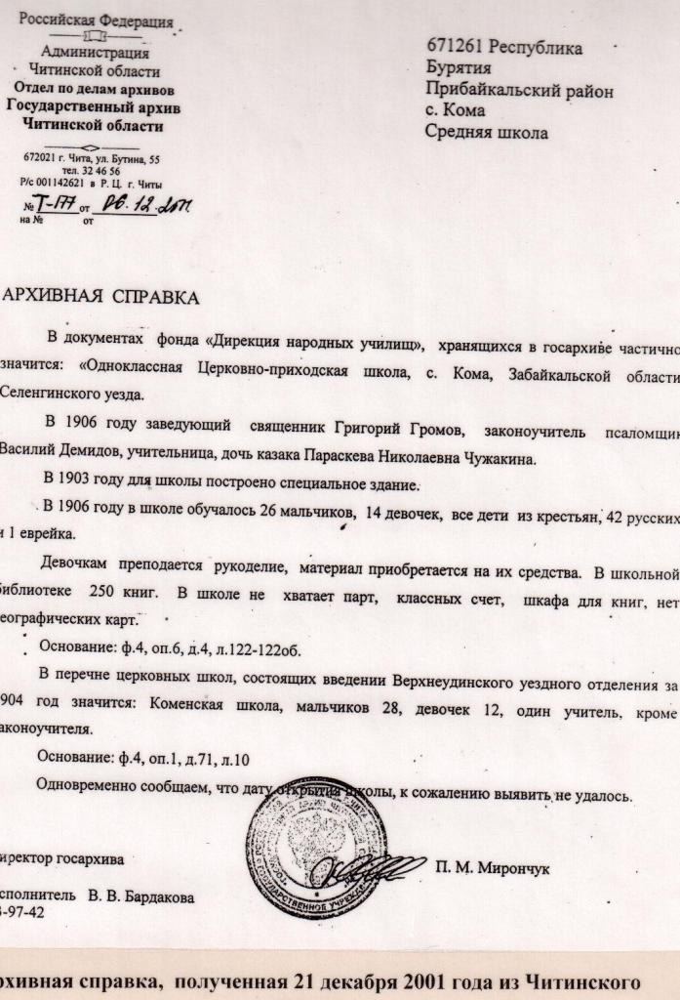 Российская Федерация
Администрация
Читинской области
Отдел по делам архивов
Государственный архив
Читинской области
672021 г. Чита, ул. Бутина, 55
тел. 32 46 56
Р/с 001142621 в Р. Ц. г. Читы
№ Т-177 от 06.12.2001
на № от
671261 Республика
Бурятия
Прибайкальский район
с. Кома
Средняя школа
АРХИВНАЯ СПРАВКА
В документах фонда «Дирекция народных училищ», хранящихся в госархиве частично
значится: «Одноклассная Церковно-приходская школа, с. Кома, Забайкальской области
Селенгинского уезда.
В 1906 году заведующий священник Григорий Громов, законоучитель псаломщик
Василий Демидов, учительница, дочь казака Параскева Николаевна Чужакина.
В 1903 году для школы построено специальное здание.
В 1906 году в школе обучалось 26 мальчиков, 14 девочек, все дети из крестьян, 42 русских
и 1 еврейка.
Девочкам преподается рукоделие, материал приобретается на их средства. В школьной
библиотеке 250 книг. В школе не хватает парт, классных счет, шкафа для книг, нет
еографических карт.
Основание: ф.4, оп.6, д.4, л.122-122об.
В перечне церковных школ, состоящих введении Верхнеудинского уездного отделения за
904 год значится: Коменская школа, мальчиков 28, девочек 12, один учитель, кроме
аконоучителя.
Основание: ф.4, оп.1, д.71, л.10
Одновременно сообщаем, что дату открытия школы, к сожалению выявить не удалось.
иректор госархива
П. М. Мирончук
сполнитель В. В. Бардакова
3-97-42
рхивная справка, полученная 21 декабря 2001 года из Читинского